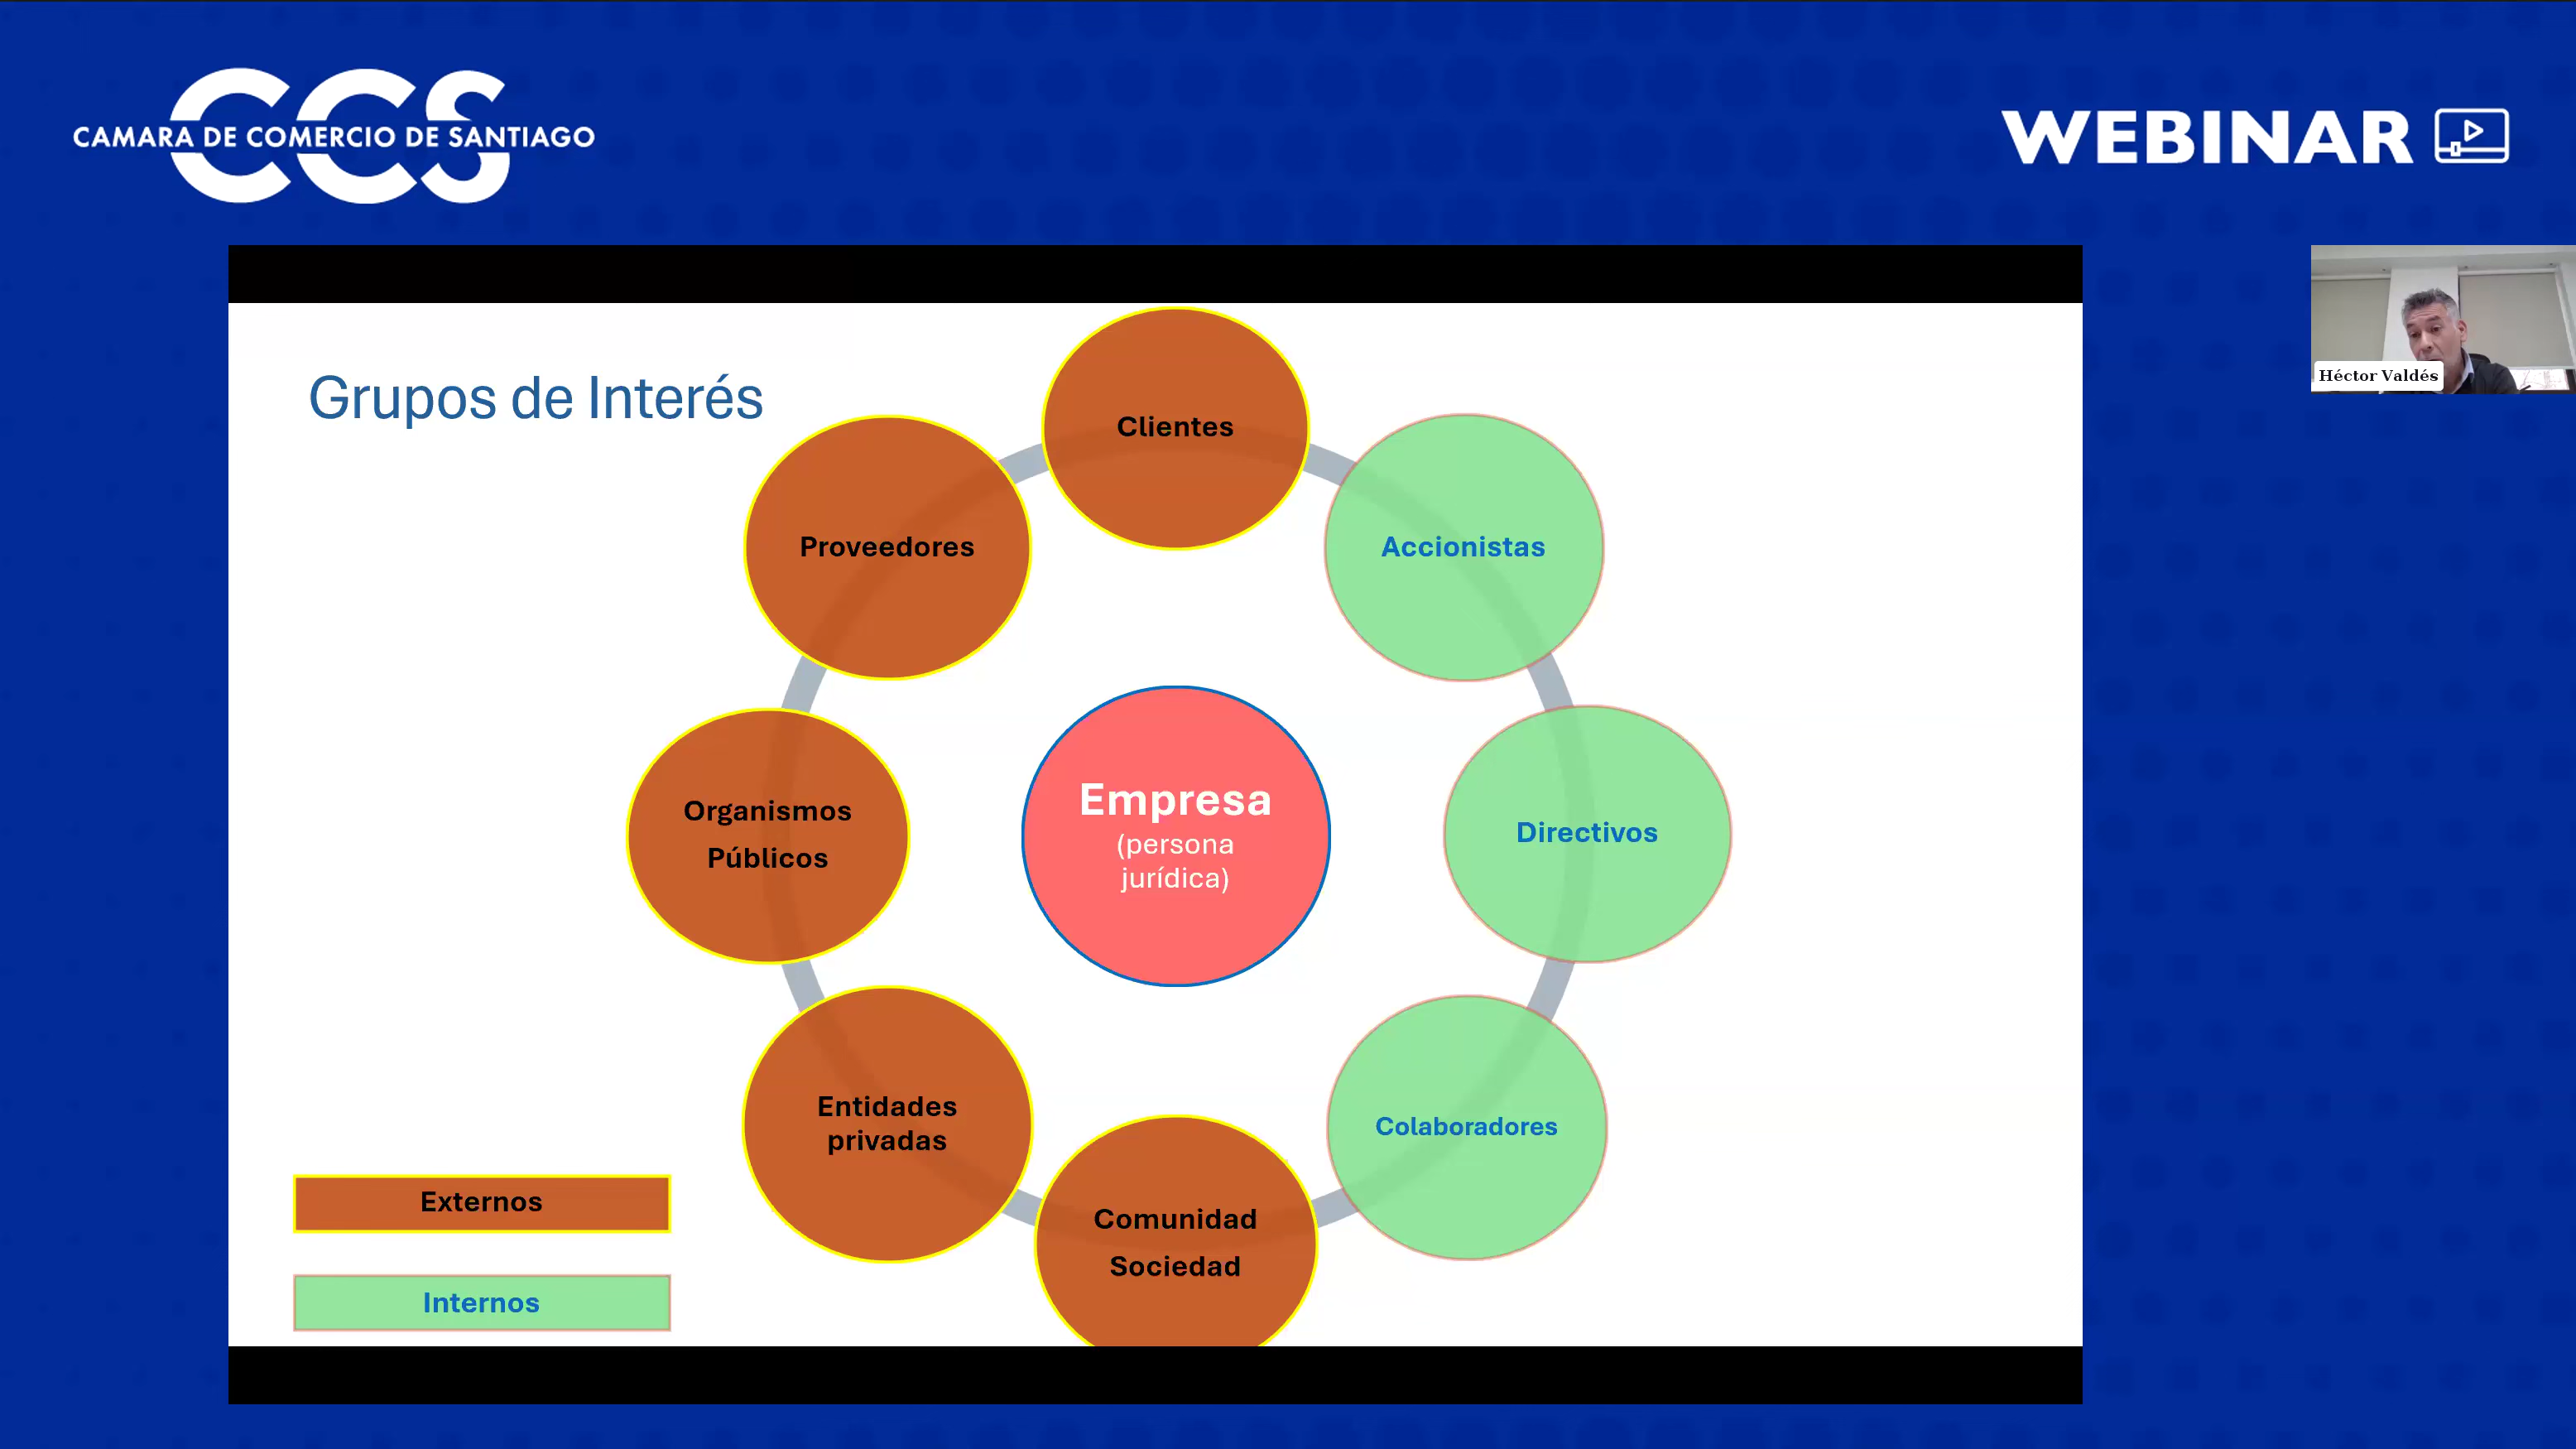 CCS
CAMARA DE COMERCIO DE SANTIAGO
WEBINAR
Héctor Valdés
Grupos de Interés
Clientes
Proveedores
Accionistas
Organismos
Públicos
Empresa
(persona
jurídica)
Directivos
Entidades
privadas
Colaboradores
Comunidad
Sociedad
Externos
Internos